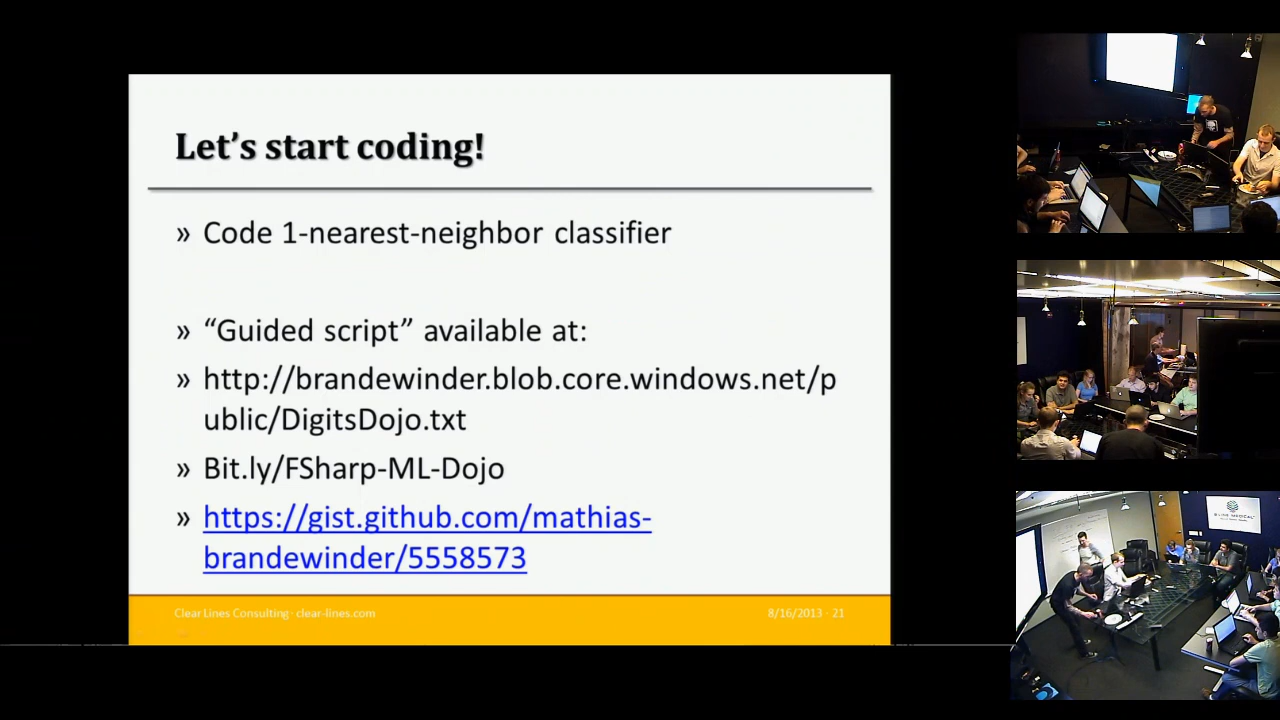 Let's start coding!
» Code 1-nearest-neighbor classifier
» “Guided script” available at:
» http://brandewinder.blob.core.windows.net/p
ublic/DigitsDojo.txt
» Bit.ly/FSharp-ML-Dojo
» https://gist.github.com/mathias-
brandewinder/5558573
Clear Lines Consulting · clear-lines.com
8/16/2013 · 21